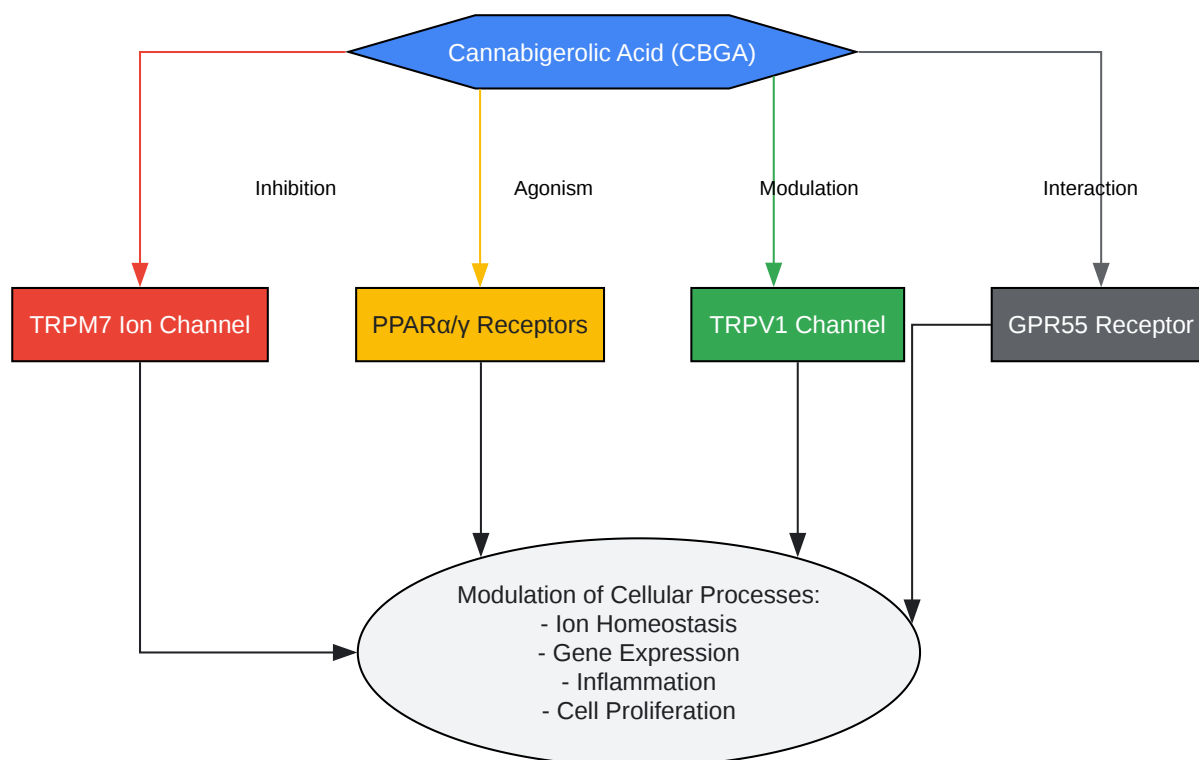 Cannabigerolic Acid (CBGA)
Inhibition
Agonism
Modulation
Interaction
TRPM7 Ion Channel
PPARα/γ Receptors
TRPV1 Channel
GPR55 Receptor
Modulation of Cellular Processes:
- Ion Homeostasis
- Gene Expression
- Inflammation
- Cell Proliferation